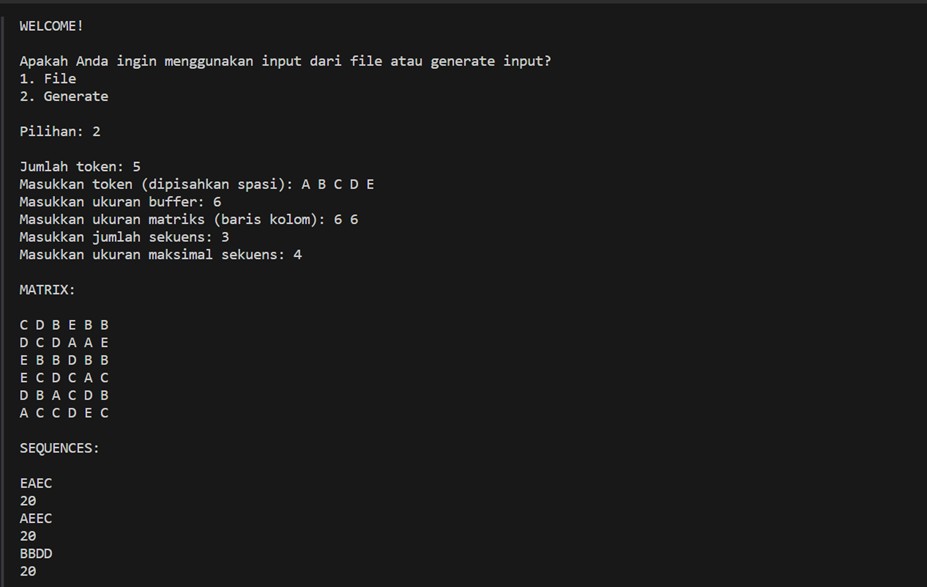 WELCOME!
Apakah Anda ingin menggunakan input dari file atau generate input?
1. File
2. Generate
Pilihan: 2
Jumlah token: 5
Masukkan token (dipisahkan spasi): A B C D E
Masukkan ukuran buffer: 6
Masukkan ukuran matriks (baris kolom): 6 6
Masukkan jumlah sekuens: 3
Masukkan ukuran maksimal sekuens: 4
MATRIX:
C D B E B B
D C D A A E
E B B D B B
E C D C A C
D B A C D B
A C C D E C
SEQUENCES:
EAEC
20
AEEC
20
BBDD
20